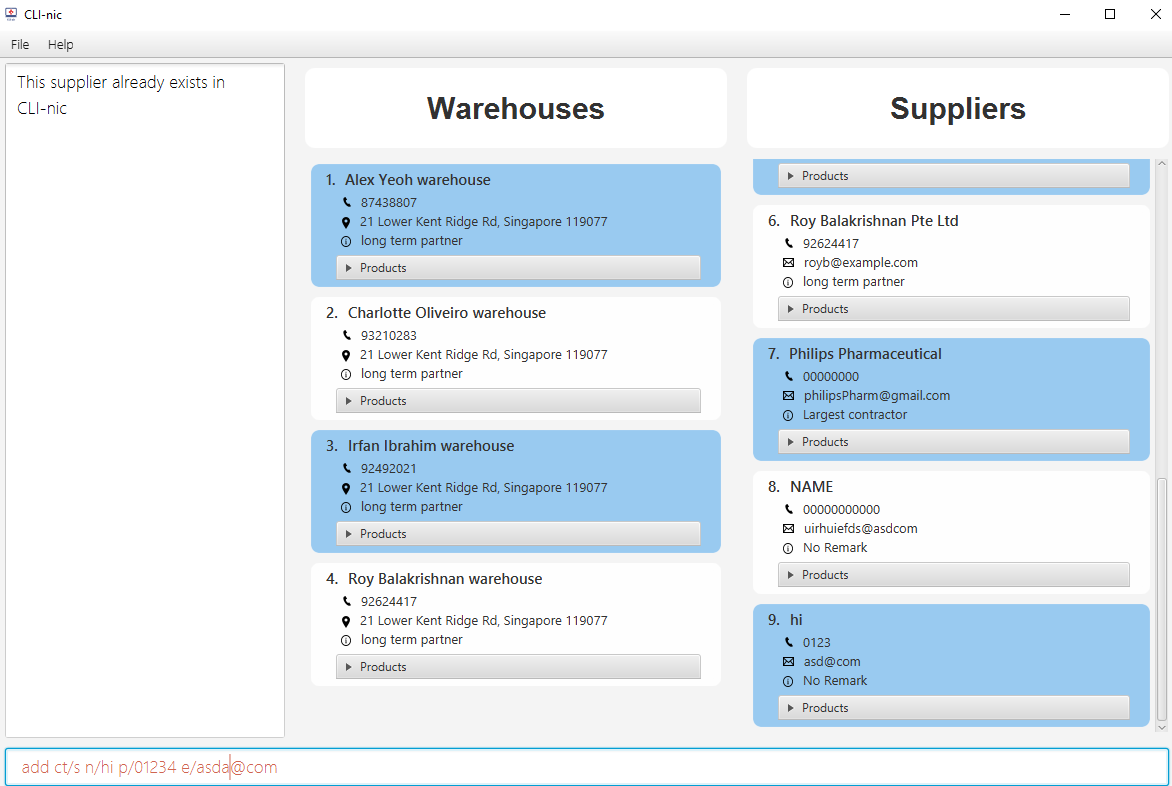 CLI-nic
File Help
This supplier already exists in
CLI-nic
Warehouses
1. Alex Yeoh warehouse
87438807
21 Lower Kent Ridge Rd, Singapore 119077
long term partner
Products
2. Charlotte Oliveiro warehouse
93210283
21 Lower Kent Ridge Rd, Singapore 119077
long term partner
Products
3. Irfan Ibrahim warehouse
92492021
21 Lower Kent Ridge Rd, Singapore 119077
long term partner
Products
4. Roy Balakrishnan warehouse
92624417
21 Lower Kent Ridge Rd, Singapore 119077
long term partner
Products
Suppliers
Products
6. Roy Balakrishnan Pte Ltd
92624417
royb@example.com
long term partner
Products
7. Philips Pharmaceutical
00000000
philipsPharm@gmail.com
Largest contractor
Products
8. NAME
00000000000
uirhuiefds@asdcom
No Remark
Products
9. hi
0123
asd@com
No Remark
Products
add ct/s n/hi p/01234 e/asda@com